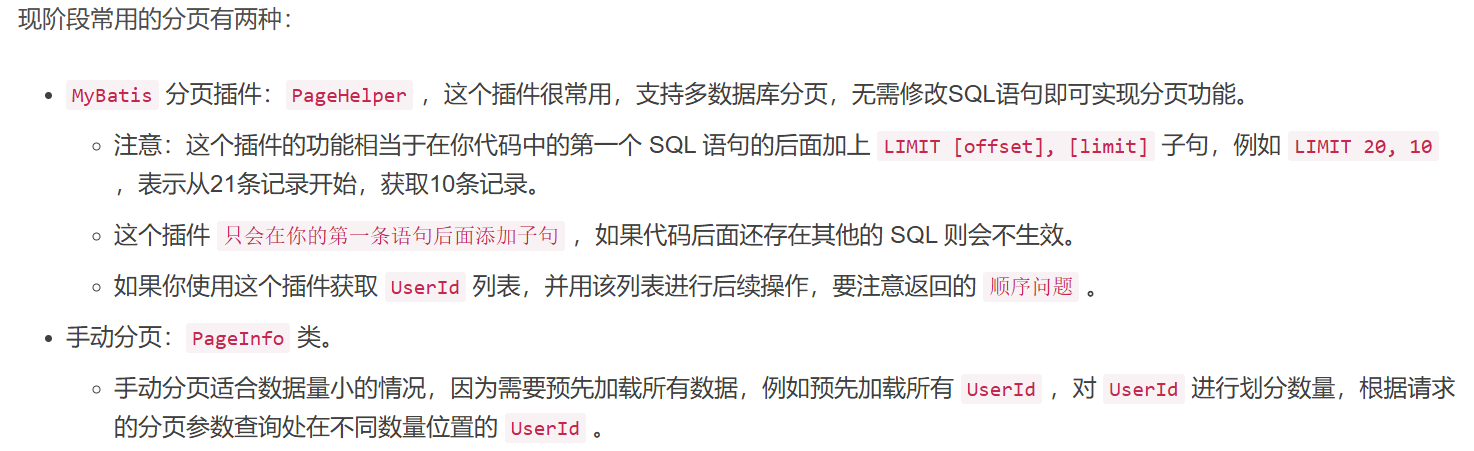 现阶段常用的分页有两种：
• MyBatis 分页插件：PageHelper ，这个插件很常用，支持多数据库分页，无需修改SQL语句即可实现分页功能。
◦ 注意：这个插件的功能相当于在你代码中的第一个 SQL 语句的后面加上 LIMIT [offset], [limit] 子句，例如 LIMIT 20, 10
，表示从21条记录开始，获取10条记录。
◦ 这个插件 只会在你的第一条语句后面添加子句 ，如果代码后面还存在其他的 SQL 则会不生效。
◦ 如果你使用这个插件获取 UserId 列表，并用该列表进行后续操作，要注意返回的 顺序问题 。
• 手动分页：PageInfo 类。
◦ 手动分页适合数据量小的情况，因为需要预先加载所有数据，例如预先加载所有 UserId ，对 UserId 进行划分数量，根据请求
的分页参数查询处在不同数量位置的 UserId 。